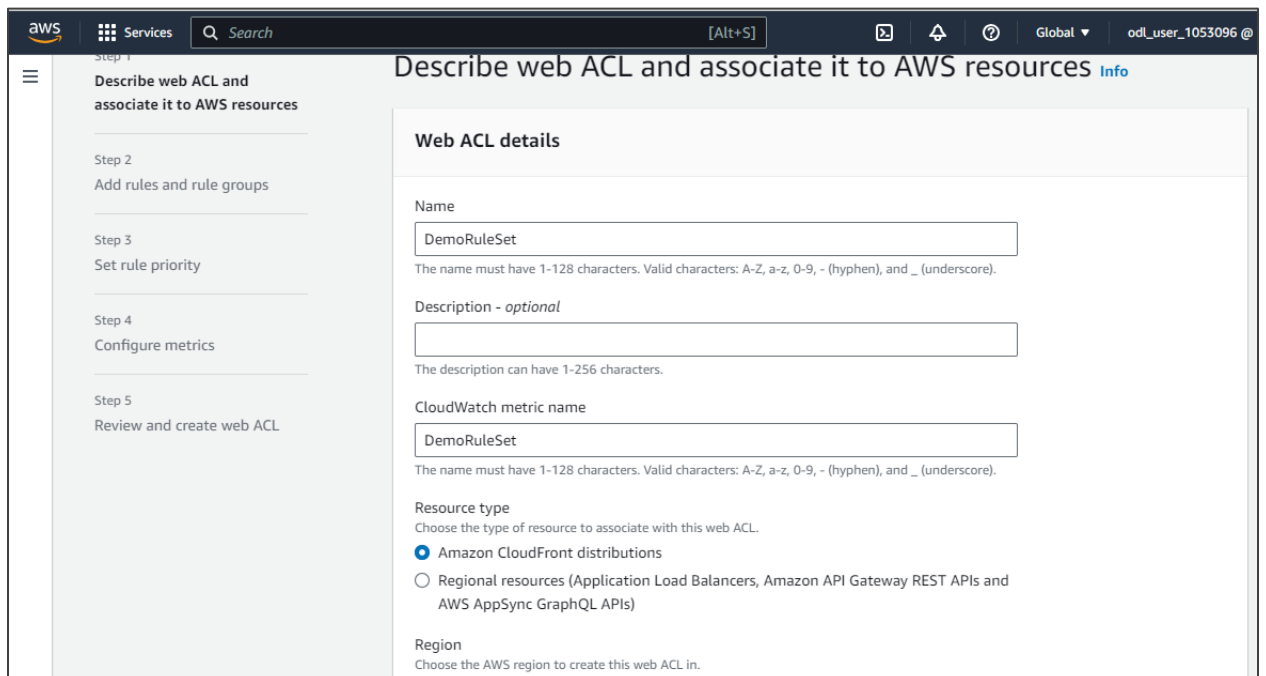 aws
Services
Search
[Alt+S]
Global
odl_user_1053096 @
Step 1
Describe web ACL and
associate it to AWS resources
Step 2
Add rules and rule groups
Step 3
Set rule priority
Step 4
Configure metrics
Step 5
Review and create web ACL
Describe web ACL and associate it to AWS resources Info
Web ACL details
Name
DemoRuleSet
The name must have 1-128 characters. Valid characters: A-Z, a-z, 0-9, - (hyphen), and _ (underscore).
Description - optional
The description can have 1-256 characters.
CloudWatch metric name
DemoRuleSet
The name must have 1-128 characters. Valid characters: A-Z, a-z, 0-9, - (hyphen), and _ (underscore).
Resource type
Choose the type of resource to associate with this web ACL.
Amazon CloudFront distributions
Regional resources (Application Load Balancers, Amazon API Gateway REST APIs and
AWS AppSync GraphQL APIs)
Region
Choose the AWS region to create this web ACL in.